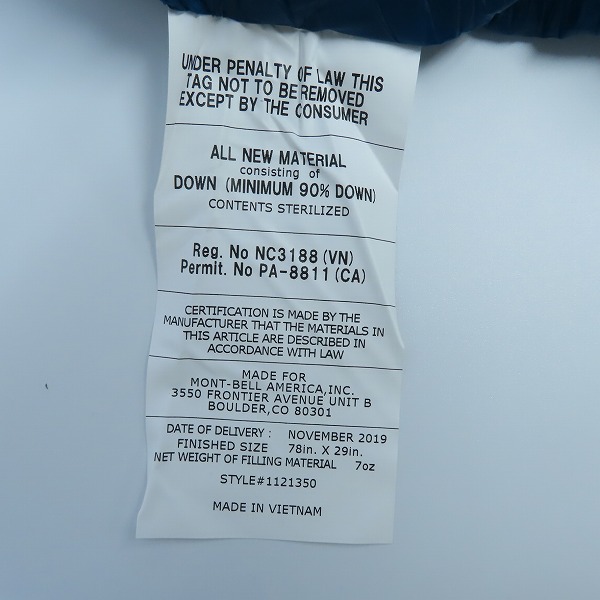 UNDER PENALTY OF LAW THIS
TAG NOT TO BE REMOVED
EXCEPT BY THE CONSUMER
ALL NEW MATERIAL
consisting of
DOWN (MINIMUM 90% DOWN)
CONTENTS STERILIZED
Reg. No NC3188 (VN)
Permit. No PA-8811 (CA)
CERTIFICATION IS MADE BY THE
MANUFACTURER THAT THE MATERIALS IN
THIS ARTICLE ARE DESCRIBED IN
ACCORDANCE WITH LAW
MADE FOR
MONT-BELL AMERICA,INC.
3550 FRONTIER AVENUE UNIT B
BOULDER,CO 80301
DATE OF DELIVERY : NOVEMBER 2019
FINISHED SIZE 78in. X 29in.
NET WEIGHT OF FILLING MATERIAL 7oz
STYLE#1121350
MADE IN VIETNAM